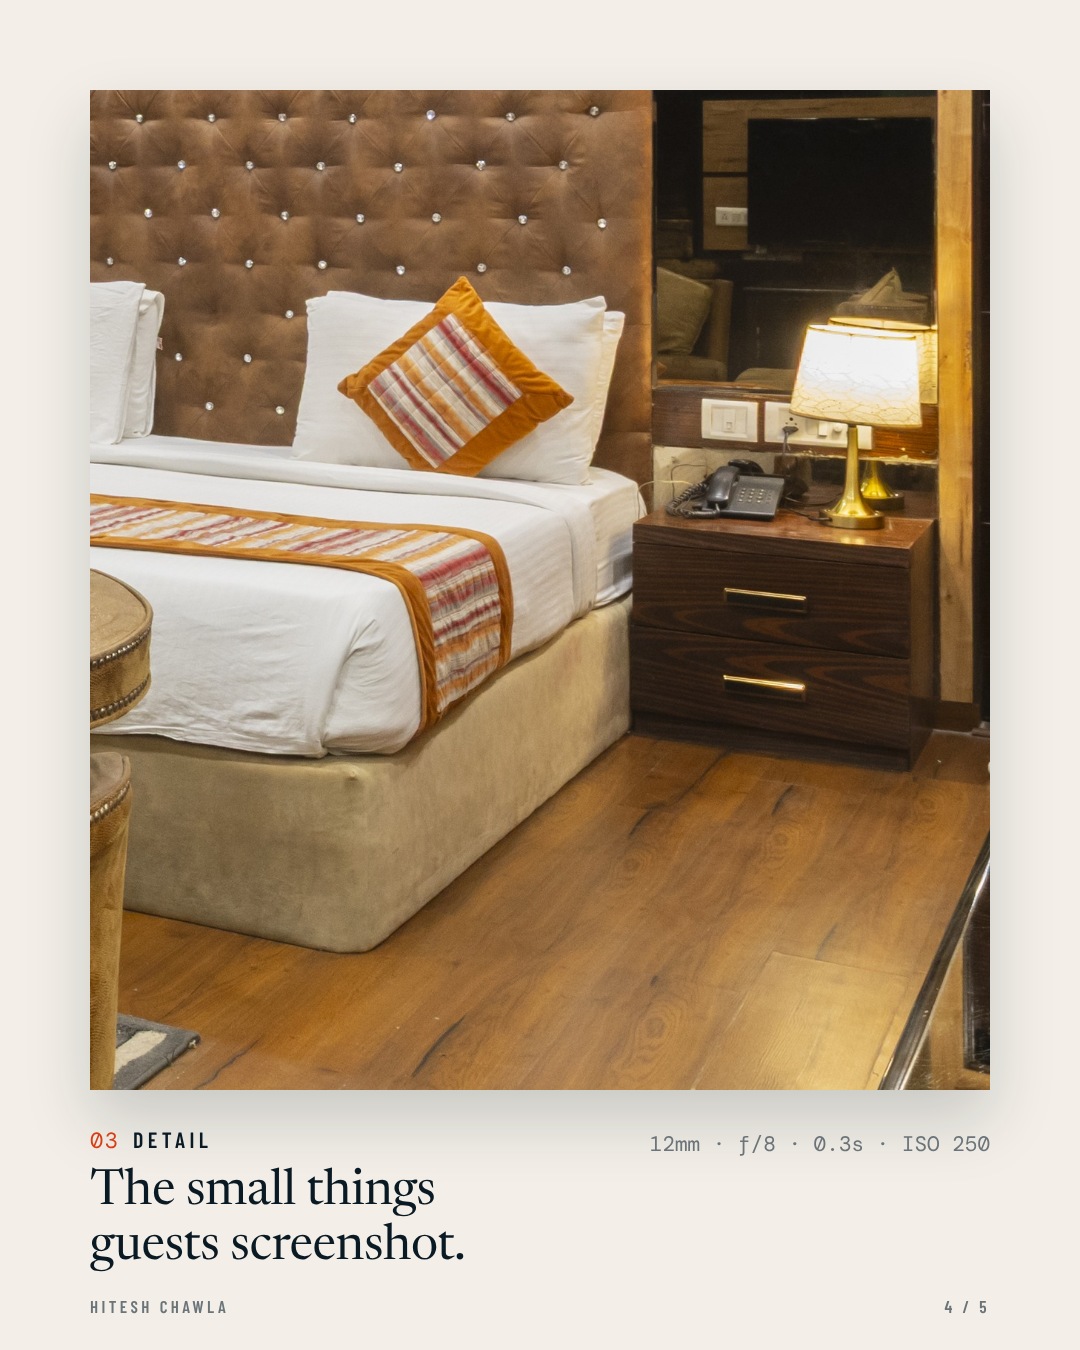 03 DETAIL
12mm · ƒ/8 · 0.3s · ISO 250
The small things
guests screenshot.
HITESH CHAWLA
4 / 5